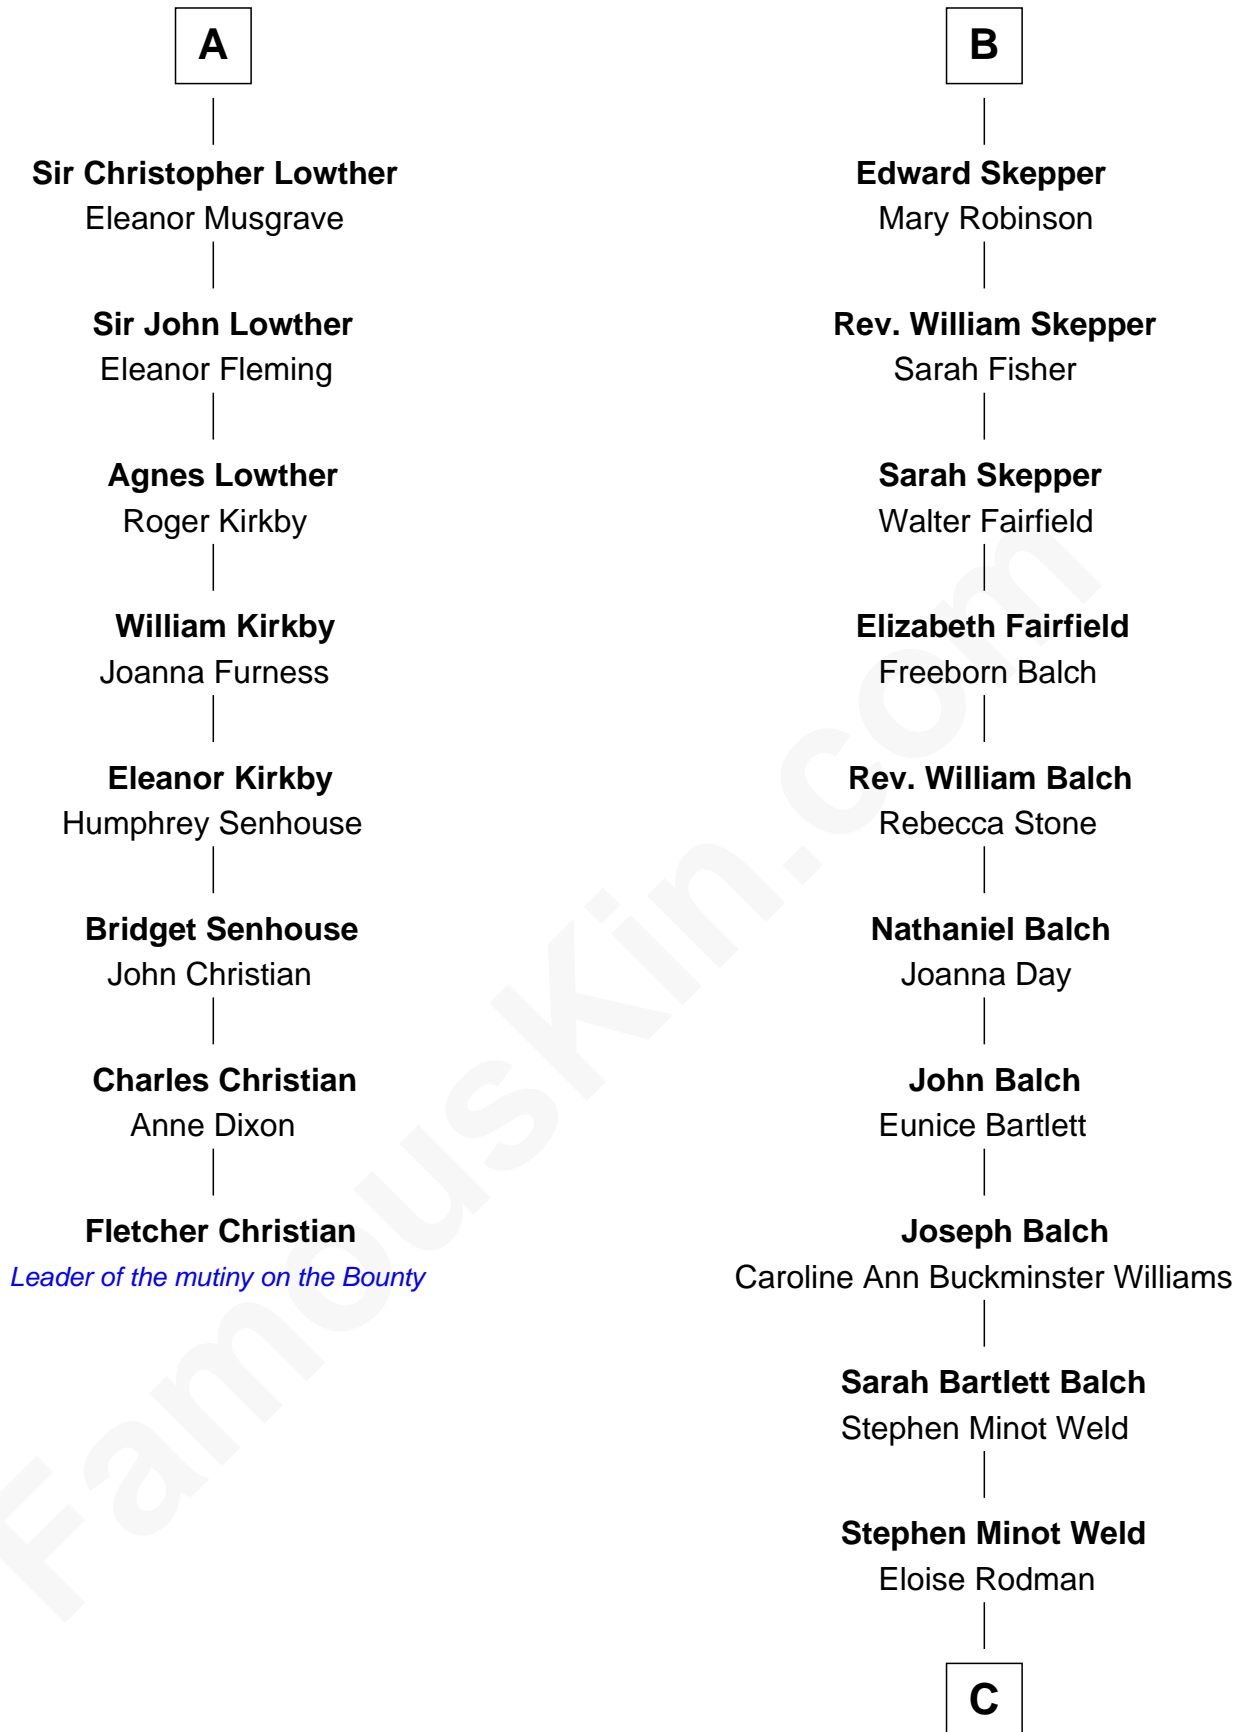 A
Sir Christopher Lowther
Eleanor Musgrave
Sir John Lowther
Eleanor Fleming
Agnes Lowther
Roger Kirkby
William Kirkby
Joanna Furness
Eleanor Kirkby
Humphrey Senhouse
Bridget Senhouse
John Christian
Charles Christian
Anne Dixon
Fletcher Christian
Leader of the mutiny on the Bounty
B
Edward Skepper
Mary Robinson
Rev. William Skepper
Sarah Fisher
Sarah Skepper
Walter Fairfield
Elizabeth Fairfield
Freeborn Balch
Rev. William Balch
Rebecca Stone
Nathaniel Balch
Joanna Day
John Balch
Eunice Bartlett
Joseph Balch
Caroline Ann Buckminster Williams
Sarah Bartlett Balch
Stephen Minot Weld
Stephen Minot Weld
Eloise Rodman
C
FamousKin.com